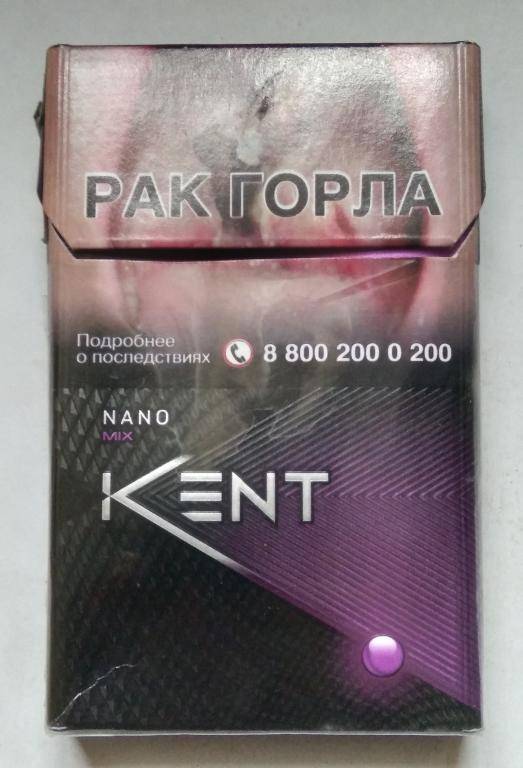 РАК ГОРЛА
Подробнее
о последствиях 8 800 200 0 200
NANO
MIX
KENT